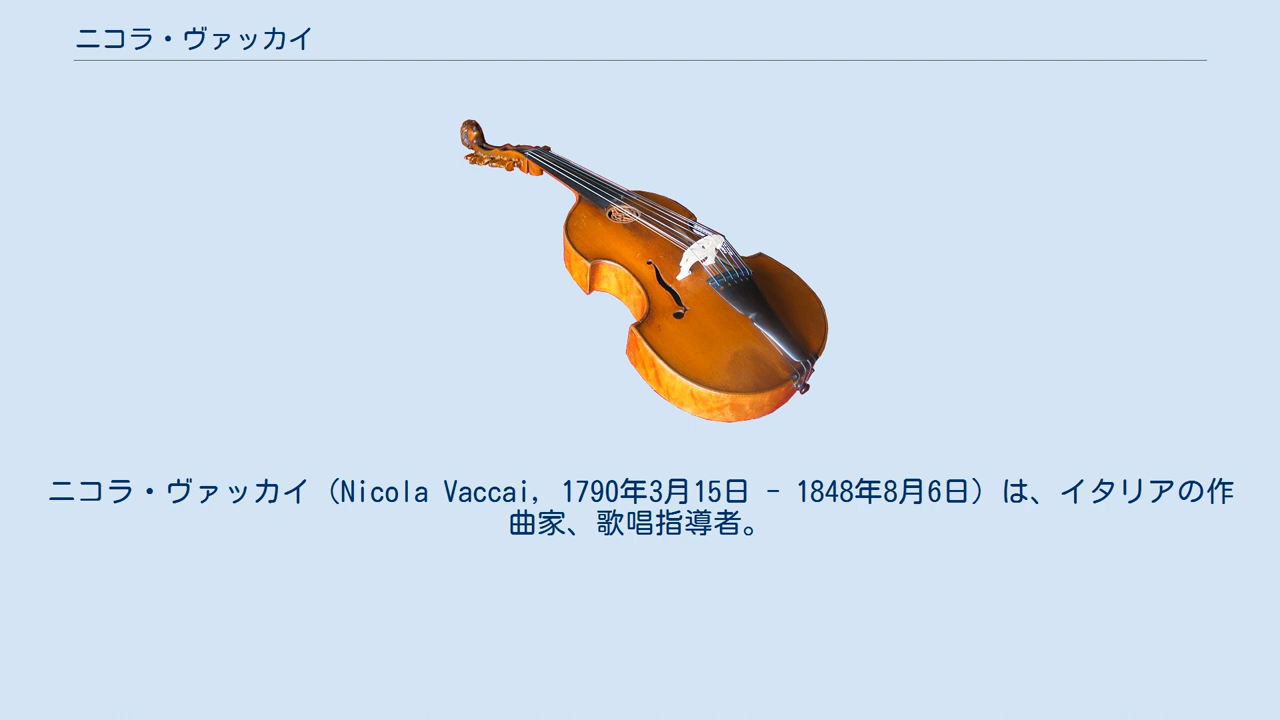 ニコラ・ヴァッカイ
ニコラ・ヴァッカイ（Nicola Vaccai, 1790年3月15日 - 1848年8月6日）は、イタリアの作
曲家、歌唱指導者。